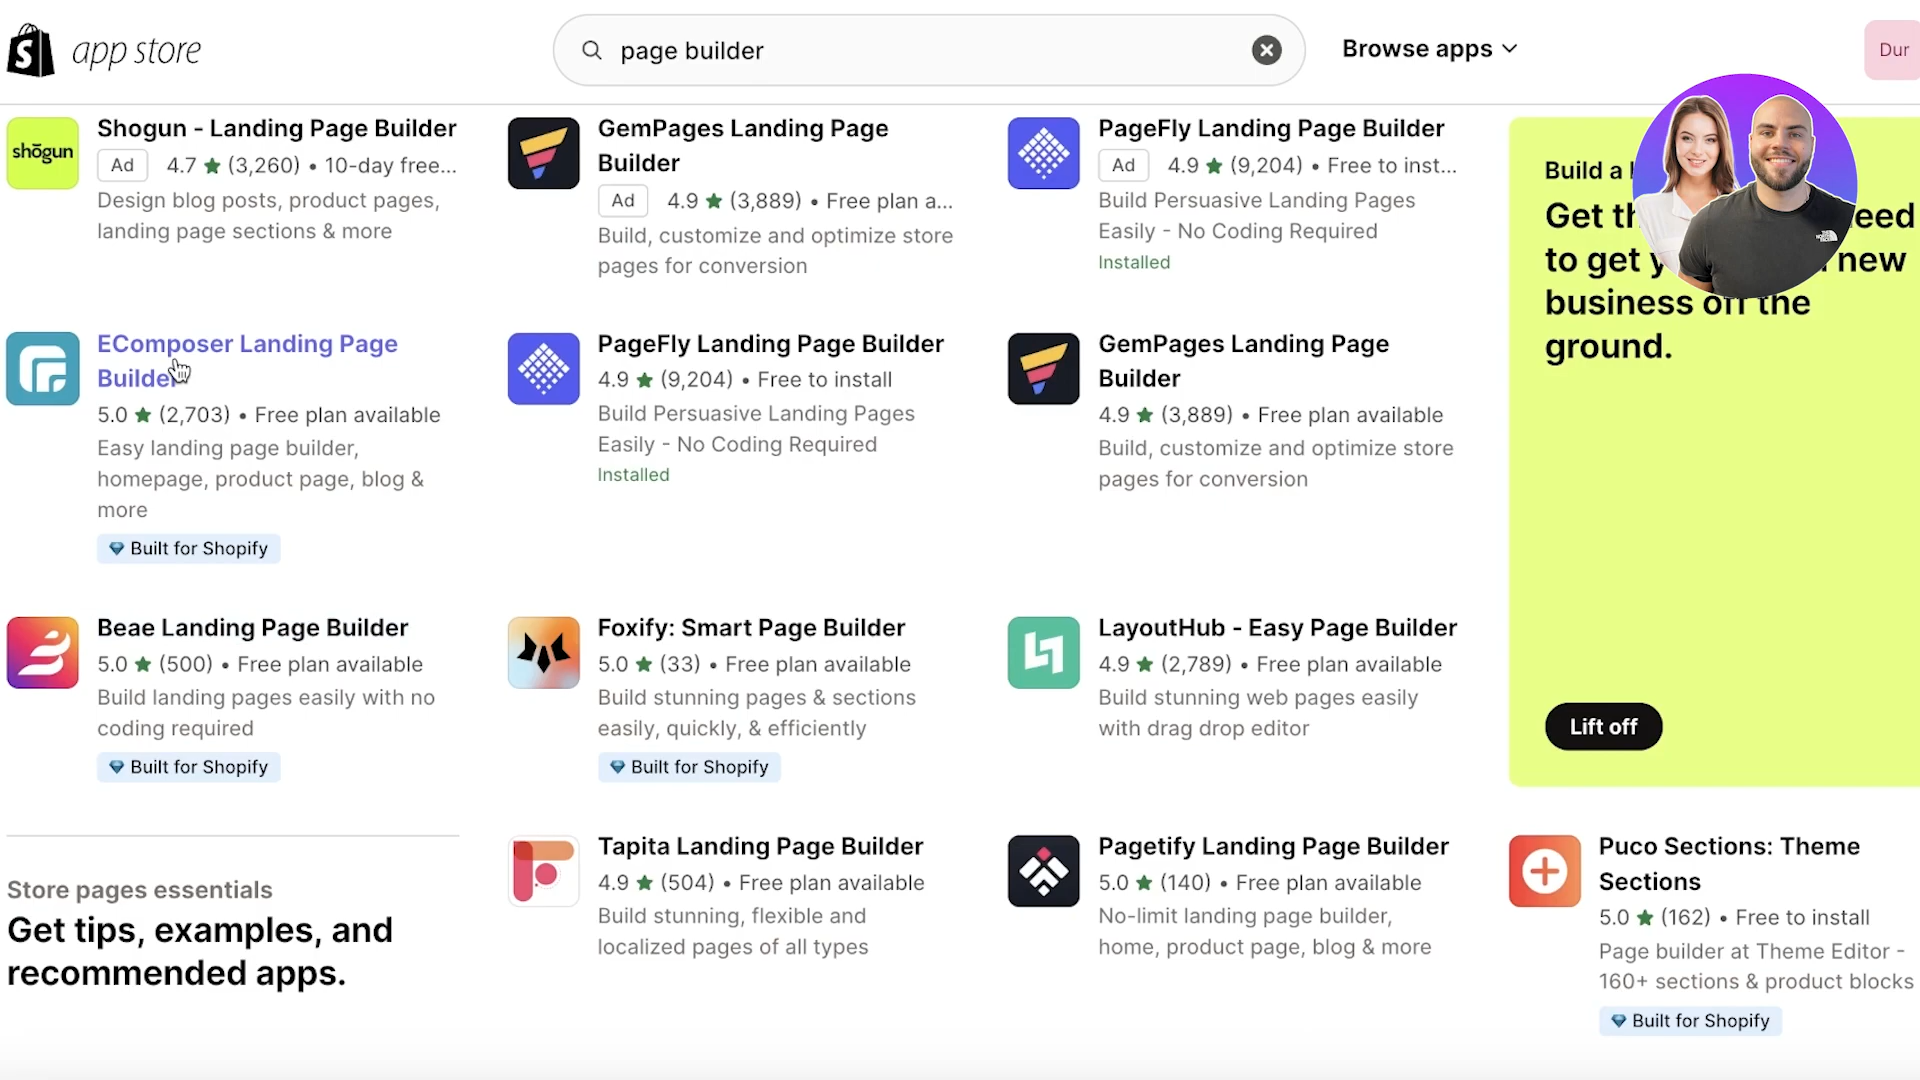 S app store
page builder
Browse apps
Dur
shōgun
Shogun - Landing Page Builder
Ad 4.7 ★ (3,260) • 10-day free...
Design blog posts, product pages,
landing page sections & more
GemPages Landing Page
Builder
Ad 4.9 ★ (3,889) • Free plan a...
Build, customize and optimize store
pages for conversion
PageFly Landing Page Builder
Ad 4.9 ★ (9,204) • Free to inst...
Build Persuasive Landing Pages
Easily - No Coding Required
Installed
Build a
Get
to get new
business off the
ground.
Lift off
THE NORTH FACE
EComposer Landing Page
Builder
5.0 ★ (2,703) • Free plan available
Easy landing page builder,
homepage, product page, blog &
more
Built for Shopify
PageFly Landing Page Builder
4.9 ★ (9,204) • Free to install
Build Persuasive Landing Pages
Easily - No Coding Required
Installed
GemPages Landing Page
Builder
4.9 ★ (3,889) • Free plan available
Build, customize and optimize store
pages for conversion
Beae Landing Page Builder
5.0 ★ (500) • Free plan available
Build landing pages easily with no
coding required
Built for Shopify
Foxify: Smart Page Builder
5.0 ★ (33) • Free plan available
Build stunning pages & sections
easily, quickly, & efficiently
Built for Shopify
LayoutHub - Easy Page Builder
4.9 ★ (2,789) • Free plan available
Build stunning web pages easily
with drag drop editor
Store pages essentials
Get tips, examples, and
recommended apps.
Tapita Landing Page Builder
4.9 ★ (504) • Free plan available
Build stunning, flexible and
localized pages of all types
Pagetify Landing Page Builder
5.0 ★ (140) • Free plan available
No-limit landing page builder,
home, product page, blog & more
Puco Sections: Theme
Sections
5.0 ★ (162) • Free to install
Page builder at Theme Editor -
160+ sections & product blocks
Built for Shopify